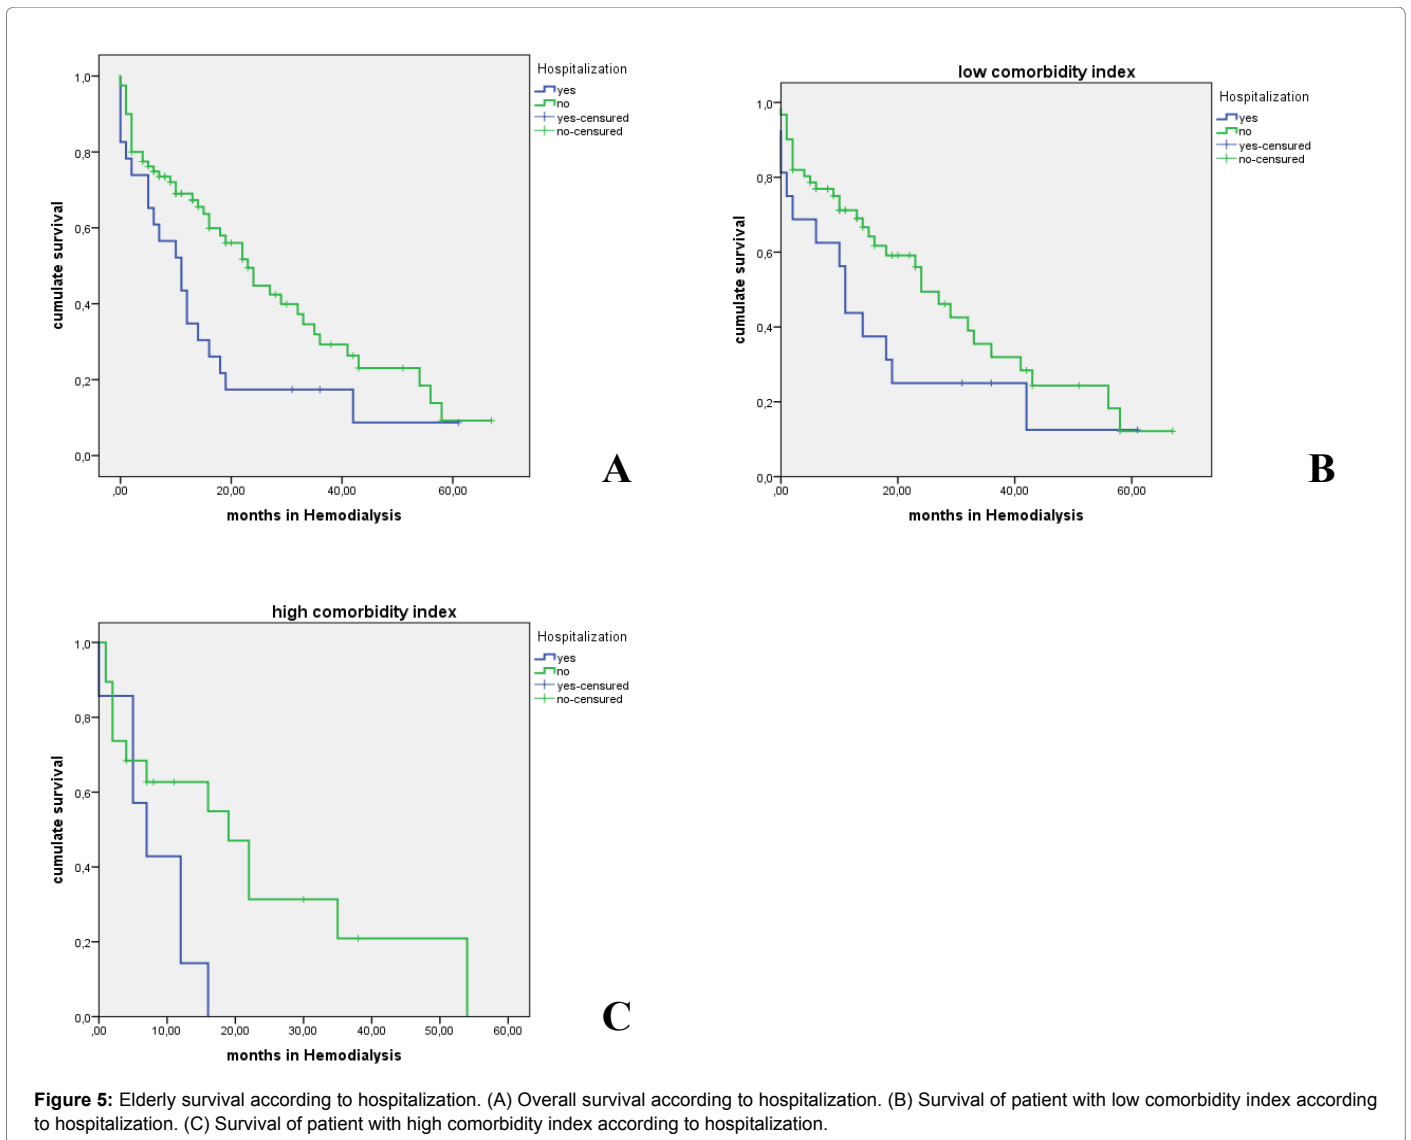 Hospitalization
yes
no
yes-censured
no-censured
1,0
0,8
0,6
0,4
0,2
0,0
cumulate survival
,00
20,00
40,00
60,00
months in Hemodialysis
A
low comorbidity index
Hospitalization
yes
no
yes-censured
no-censured
1,0
0,8
0,6
0,4
0,2
0,0
cumulate survival
,00
20,00
40,00
60,00
months in Hemodialysis
B
high comorbidity index
Hospitalization
yes
no
yes-censured
no-censured
1,0
0,8
0,6
0,4
0,2
0,0
cumulate survival
,00
10,00
20,00
30,00
40,00
50,00
60,00
months in Hemodialysis
C
Figure 5: Elderly survival according to hospitalization. (A) Overall survival according to hospitalization. (B) Survival of patient with low comorbidity index according
to hospitalization. (C) Survival of patient with high comorbidity index according to hospitalization.